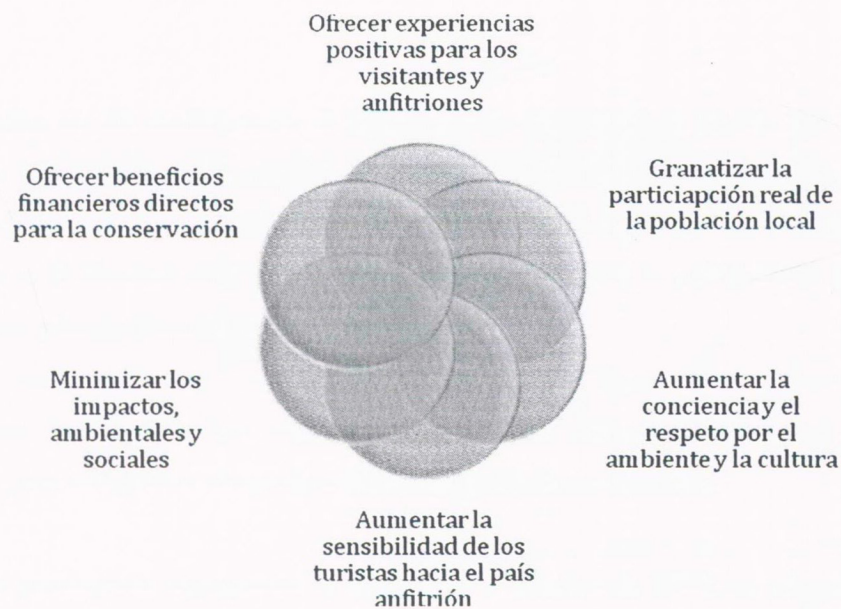 Ofrecer experiencias
positivas para los
visitantes y
anfitriones
Granatizar la
particiapción real de
la población local
Aumentar la
conciencia y el
respeto por el
ambiente y la cultura
Aumentar la
sensibilidad de los
turistas hacia el país
anfitrión
Minimizar los
impactos,
ambientales y
sociales
Ofrecer beneficios
financieros directos
para la conservación